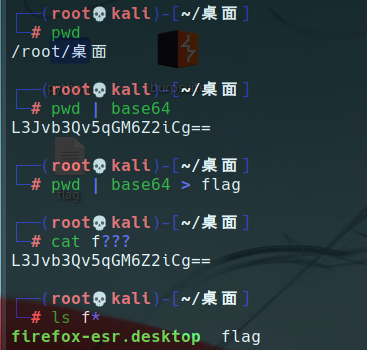 (root💀kali)-[~/桌面]
# pwd
/root/桌面
(root💀kali)-[~/桌面]
# pwd | base64
L3Jvb3Qv5qGM6Z2iCg==
(root💀kali)-[~/桌面]
# pwd | base64 > flag
flag
(root💀kali)-[~/桌面]
# cat f???
L3Jvb3Qv5qGM6Z2iCg==
(root💀kali)-[~/桌面]
# ls f*
firefox-esr.desktop flag